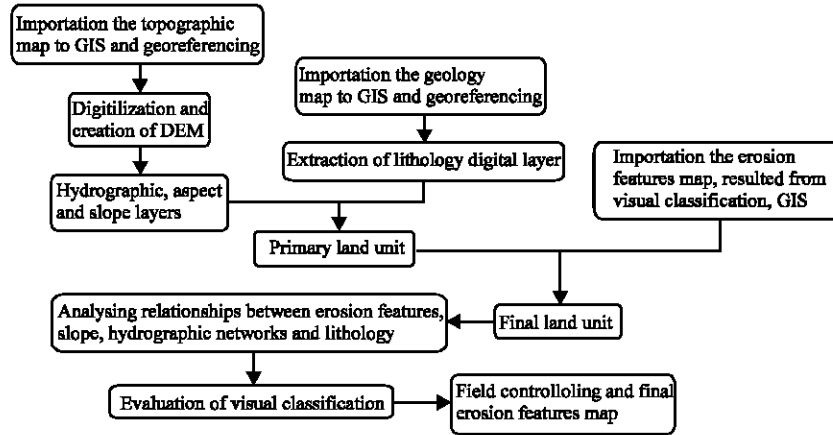 Importation the topographic
map to GIS and georeferencing
Importation the geology
map to GIS and georeferencing
Digitilization and
creation of DEM
Extraction of lithology digital layer
Importation the erosion
features map, resulted from
visual classification, GIS
Hydrographic, aspect
and slope layers
Primary land unit
Analysing relationships between erosion features,
slope, hydrographic networks and lithology
Final land unit
Evaluation of visual classification
Field controlloling and final
erosion features map